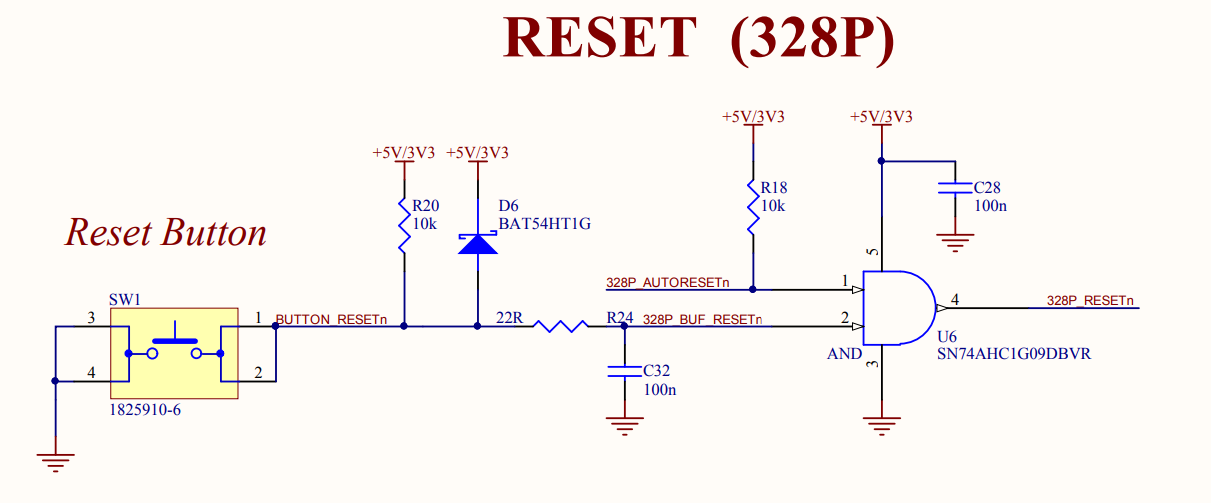 RESET (328P)
+5V/3V3
+5V/3V3
+5V/3V3
+5V/3V3
R20
10k
D6
BAT54HT1G
R18
10k
C28
100n
Reset Button
5
SW1
3
1
BUTTON_RESETn
4
2
1825910-6
22R
R24
328P_AUTORESETn
1
328P_BUF_RESETn
2
4
328P_RESETn
U6
SN74AHC1G09DBVR
AND
3
C32
100n